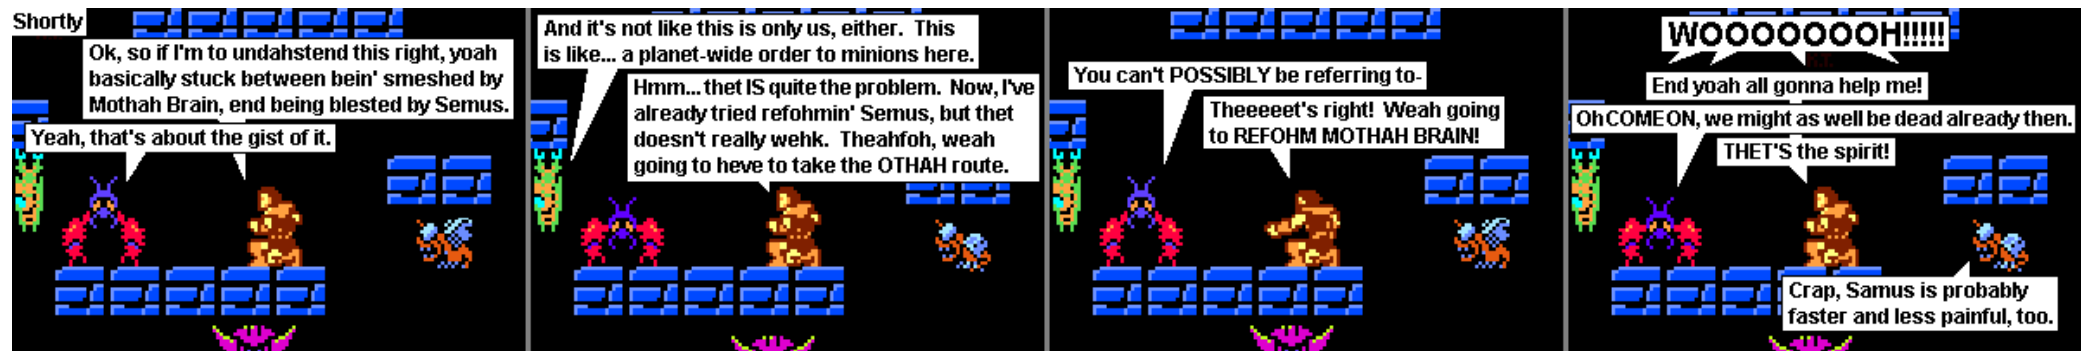 Shortly
Ok, so if I'm to undahstend this right, yoah
basically stuck between bein' smeshed by
Mothah Brain, end being blested by Semus.
Yeah, that's about the gist of it.
And it's not like this is only us, either. This
is like... a planet-wide order to minions here.
Hmm... thet IS quite the problem. Now, I've
already tried refohmin' Semus, but thet
doesn't really wehk. Theahfoh, weah
going to heve to take the OTHAH route.
You can't POSSIBLY be referring to-
Theeeeet's right! Weah going
to REFOHM MOTHAH BRAIN!
WOOOOOOOH!!!!!
End yoah all gonna help me!
Oh COME ON, we might as well be dead already then.
THET'S the spirit!
Crap, Samus is probably
faster and less painful, too.